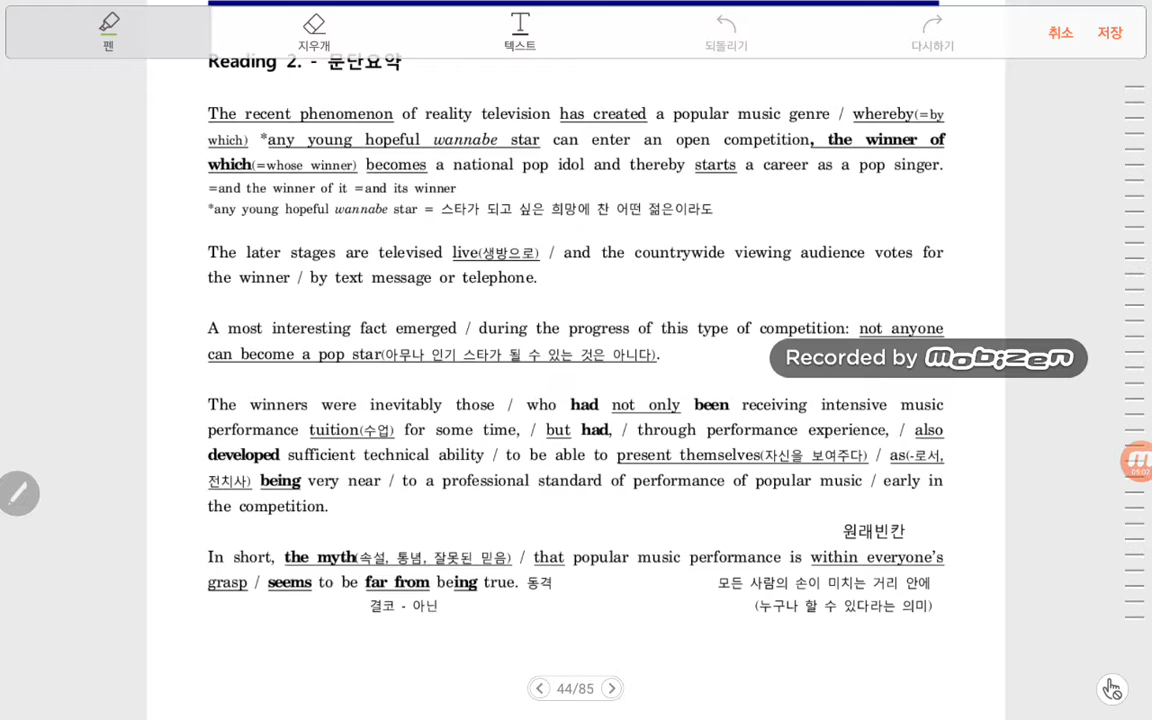 펜
지우개
텍스트
되돌리기
다시하기
취소
저장
Reading 2. - 문단요약
The recent phenomenon of reality television has created a popular music genre / whereby(=by
which) *any young hopeful wannabe star can enter an open competition, the winner of
which(=whose winner) becomes a national pop idol and thereby starts a career as a pop singer.
=and the winner of it =and its winner
*any young hopeful wannabe star = 스타가 되고 싶은 희망에 찬 어떤 젊은이라도
The later stages are televised live(생방으로) / and the countrywide viewing audience votes for
the winner / by text message or telephone.
A most interesting fact emerged / during the progress of this type of competition: not anyone
can become a pop star(아무나 인기 스타가 될 수 있는 것은 아니다).
Recorded by mobizen
The winners were inevitably those / who had not only been receiving intensive music
performance tuition(수업) for some time, / but had, / through performance experience, / also
developed sufficient technical ability / to be able to present themselves(자신을 보여주다) / as(-로서,
전치사) being very near / to a professional standard of performance of popular music / early in
the competition.
원래빈칸
In short, the myth(속설, 통념, 잘못된 믿음) / that popular music performance is within everyone's
grasp / seems to be far from being true. 동격
모든 사람의 손이 미치는 거리 안에
결코 - 아닌
(누구나 할 수 있다라는 의미)
05:02
44/85